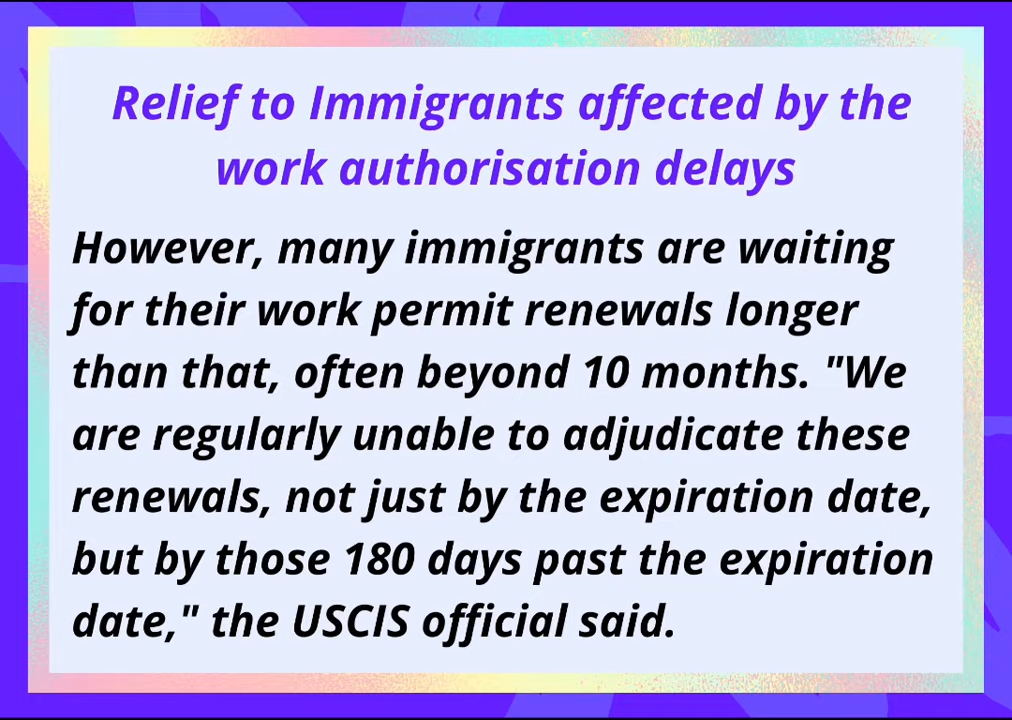 Relief to Immigrants affected by the
work authorisation delays
However, many immigrants are waiting
for their work permit renewals longer
than that, often beyond 10 months. "We
are regularly unable to adjudicate these
renewals, not just by the expiration date,
but by those 180 days past the expiration
date," the USCIS official said.